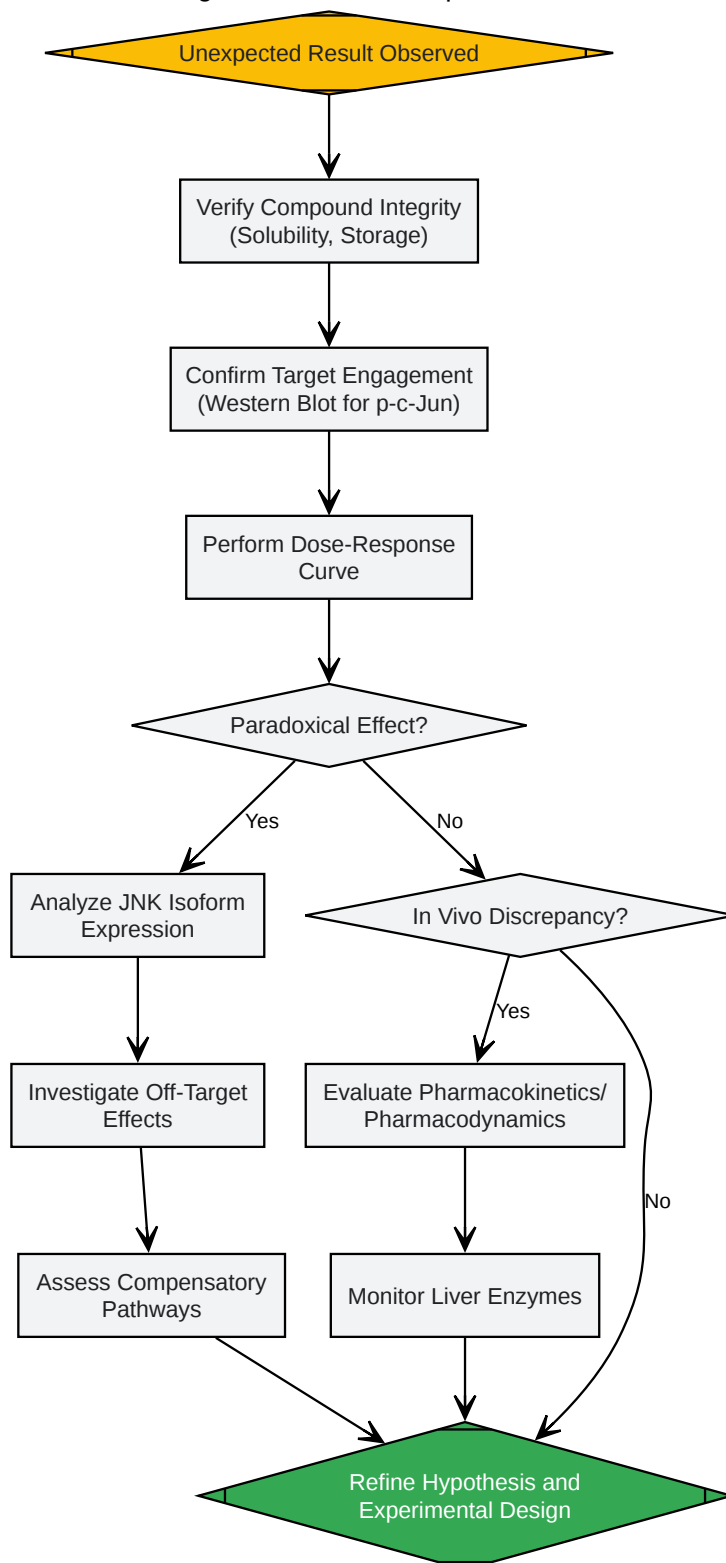 Unexpected Result Observed
Verify Compound Integrity
(Solubility, Storage)
Confirm Target Engagement
(Western Blot for p-c-Jun)
Perform Dose-Response
Curve
Paradoxical Effect?
Yes
No
Analyze JNK Isoform
Expression
In Vivo Discrepancy?
Yes
Investigate Off-Target
Effects
Evaluate Pharmacokinetics/
Pharmacodynamics
No
Assess Compensatory
Pathways
Monitor Liver Enzymes
Refine Hypothesis and
Experimental Design